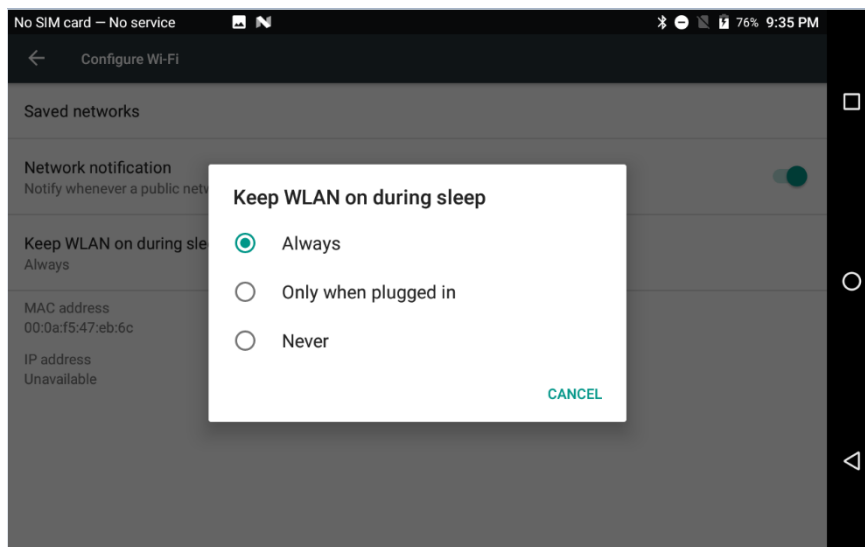 No SIM card — No service 76% 9:35 PM
Configure Wi-Fi
Saved networks
Network notification
Notify whenever a public netw
Keep WLAN on during sle
Always
MAC address
00:0a:f5:47:eb:6c
IP address
Unavailable
Keep WLAN on during sleep
Always
Only when plugged in
Never
CANCEL